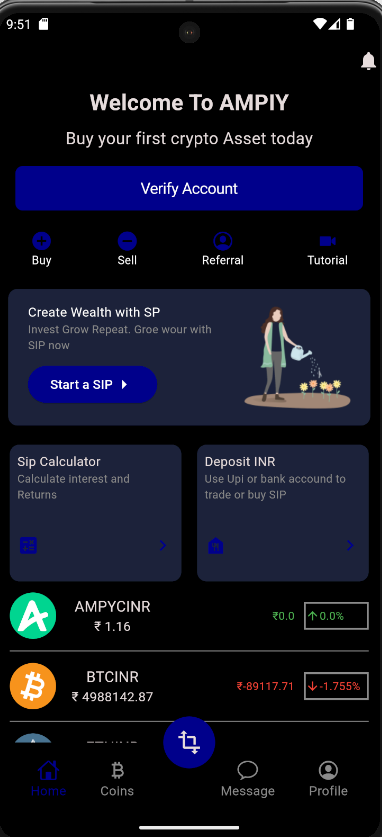 9:51
Welcome To AMPIY
Buy your first crypto Asset today
Verify Account
Buy Sell Referral Tutorial
Create Wealth with SP
Invest Grow Repeat. Groe wour with
SIP now
Start a SIP
Sip Calculator
Calculate interest and
Returns
Deposit INR
Use Upi or bank accound to
trade or buy SIP
AMPYCINR
₹ 1.16
₹0.0 0.0%
BTCINR
₹ 4988142.87
₹-89117.71 -1.755%
Home Coins Message Profile